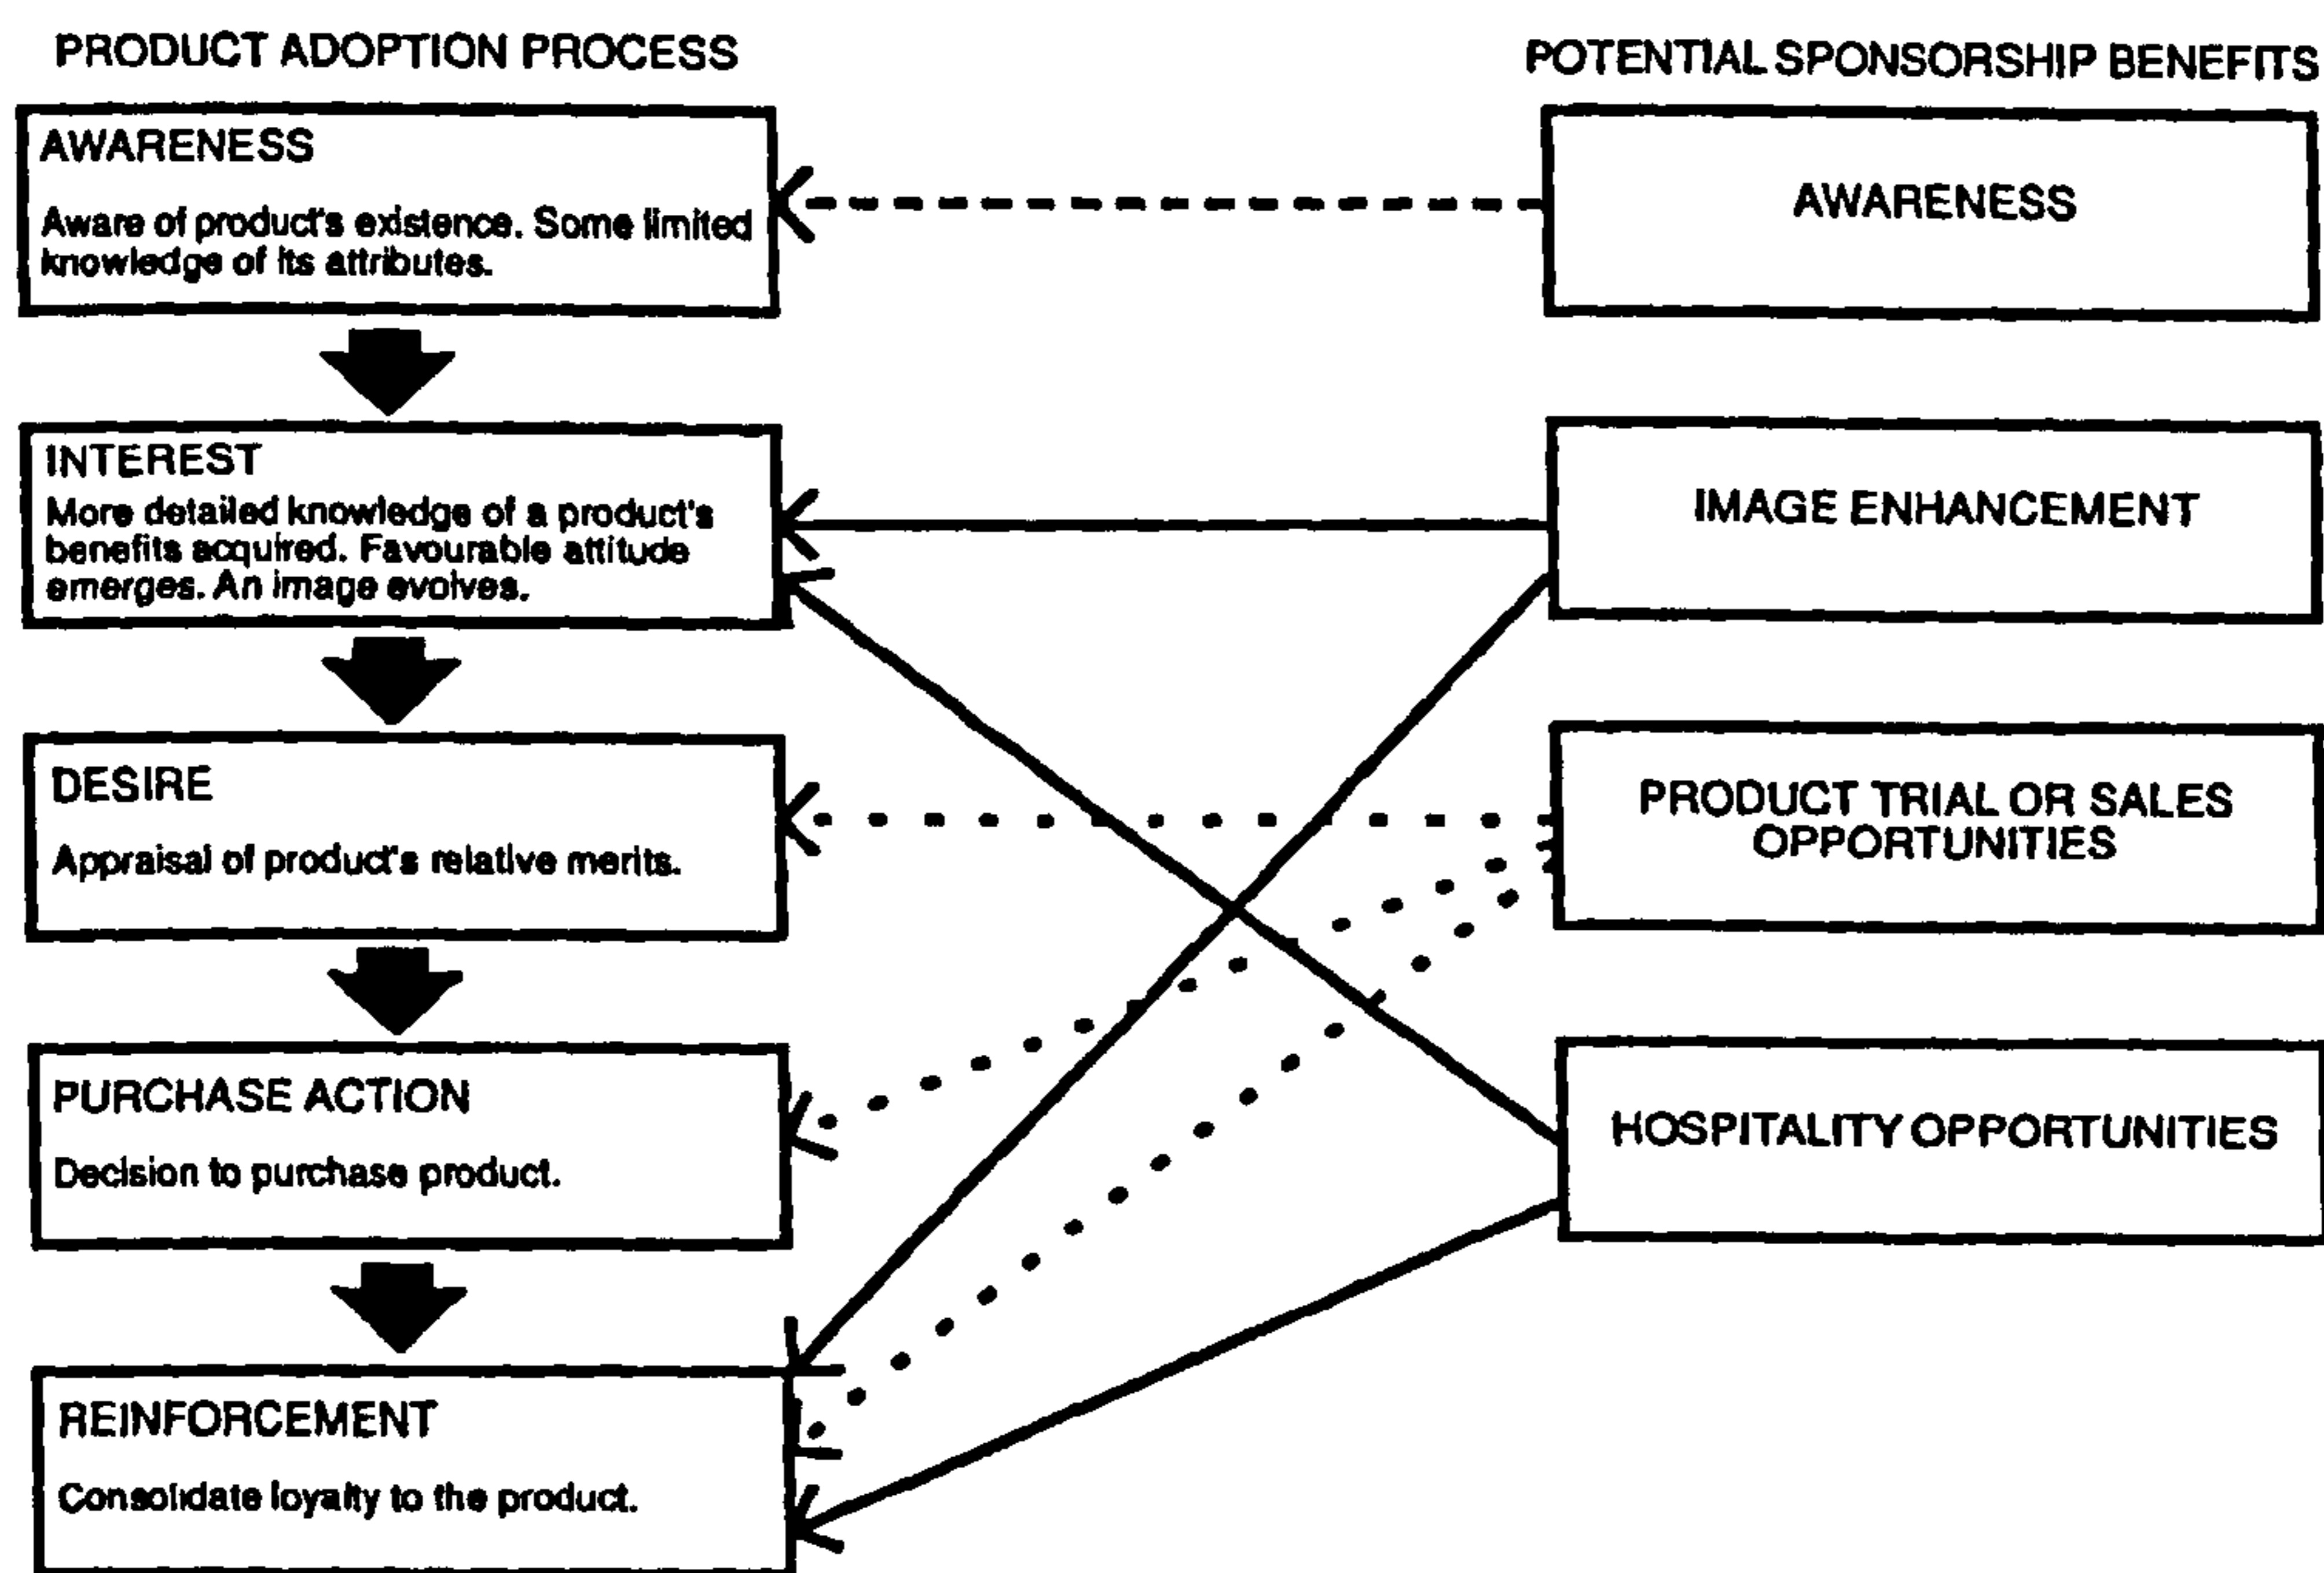 PRODUCT ADOPTION PROCESS
POTENTIAL SPONSORSHIP BENEFITS
AWARENESS
Aware of product's existence. Some limited
knowledge of its attributes.
AWARENESS
INTEREST
More detailed knowledge of a product's
benefits acquired. Favourable attitude
emerges. An image evolves.
IMAGE ENHANCEMENT
DESIRE
Appraisal of product's relative merits.
PRODUCT TRIAL OR SALES
OPPORTUNITIES
PURCHASE ACTION
Decision to purchase product.
HOSPITALITY OPPORTUNITIES
REINFORCEMENT
Consolidate loyalty to the product.